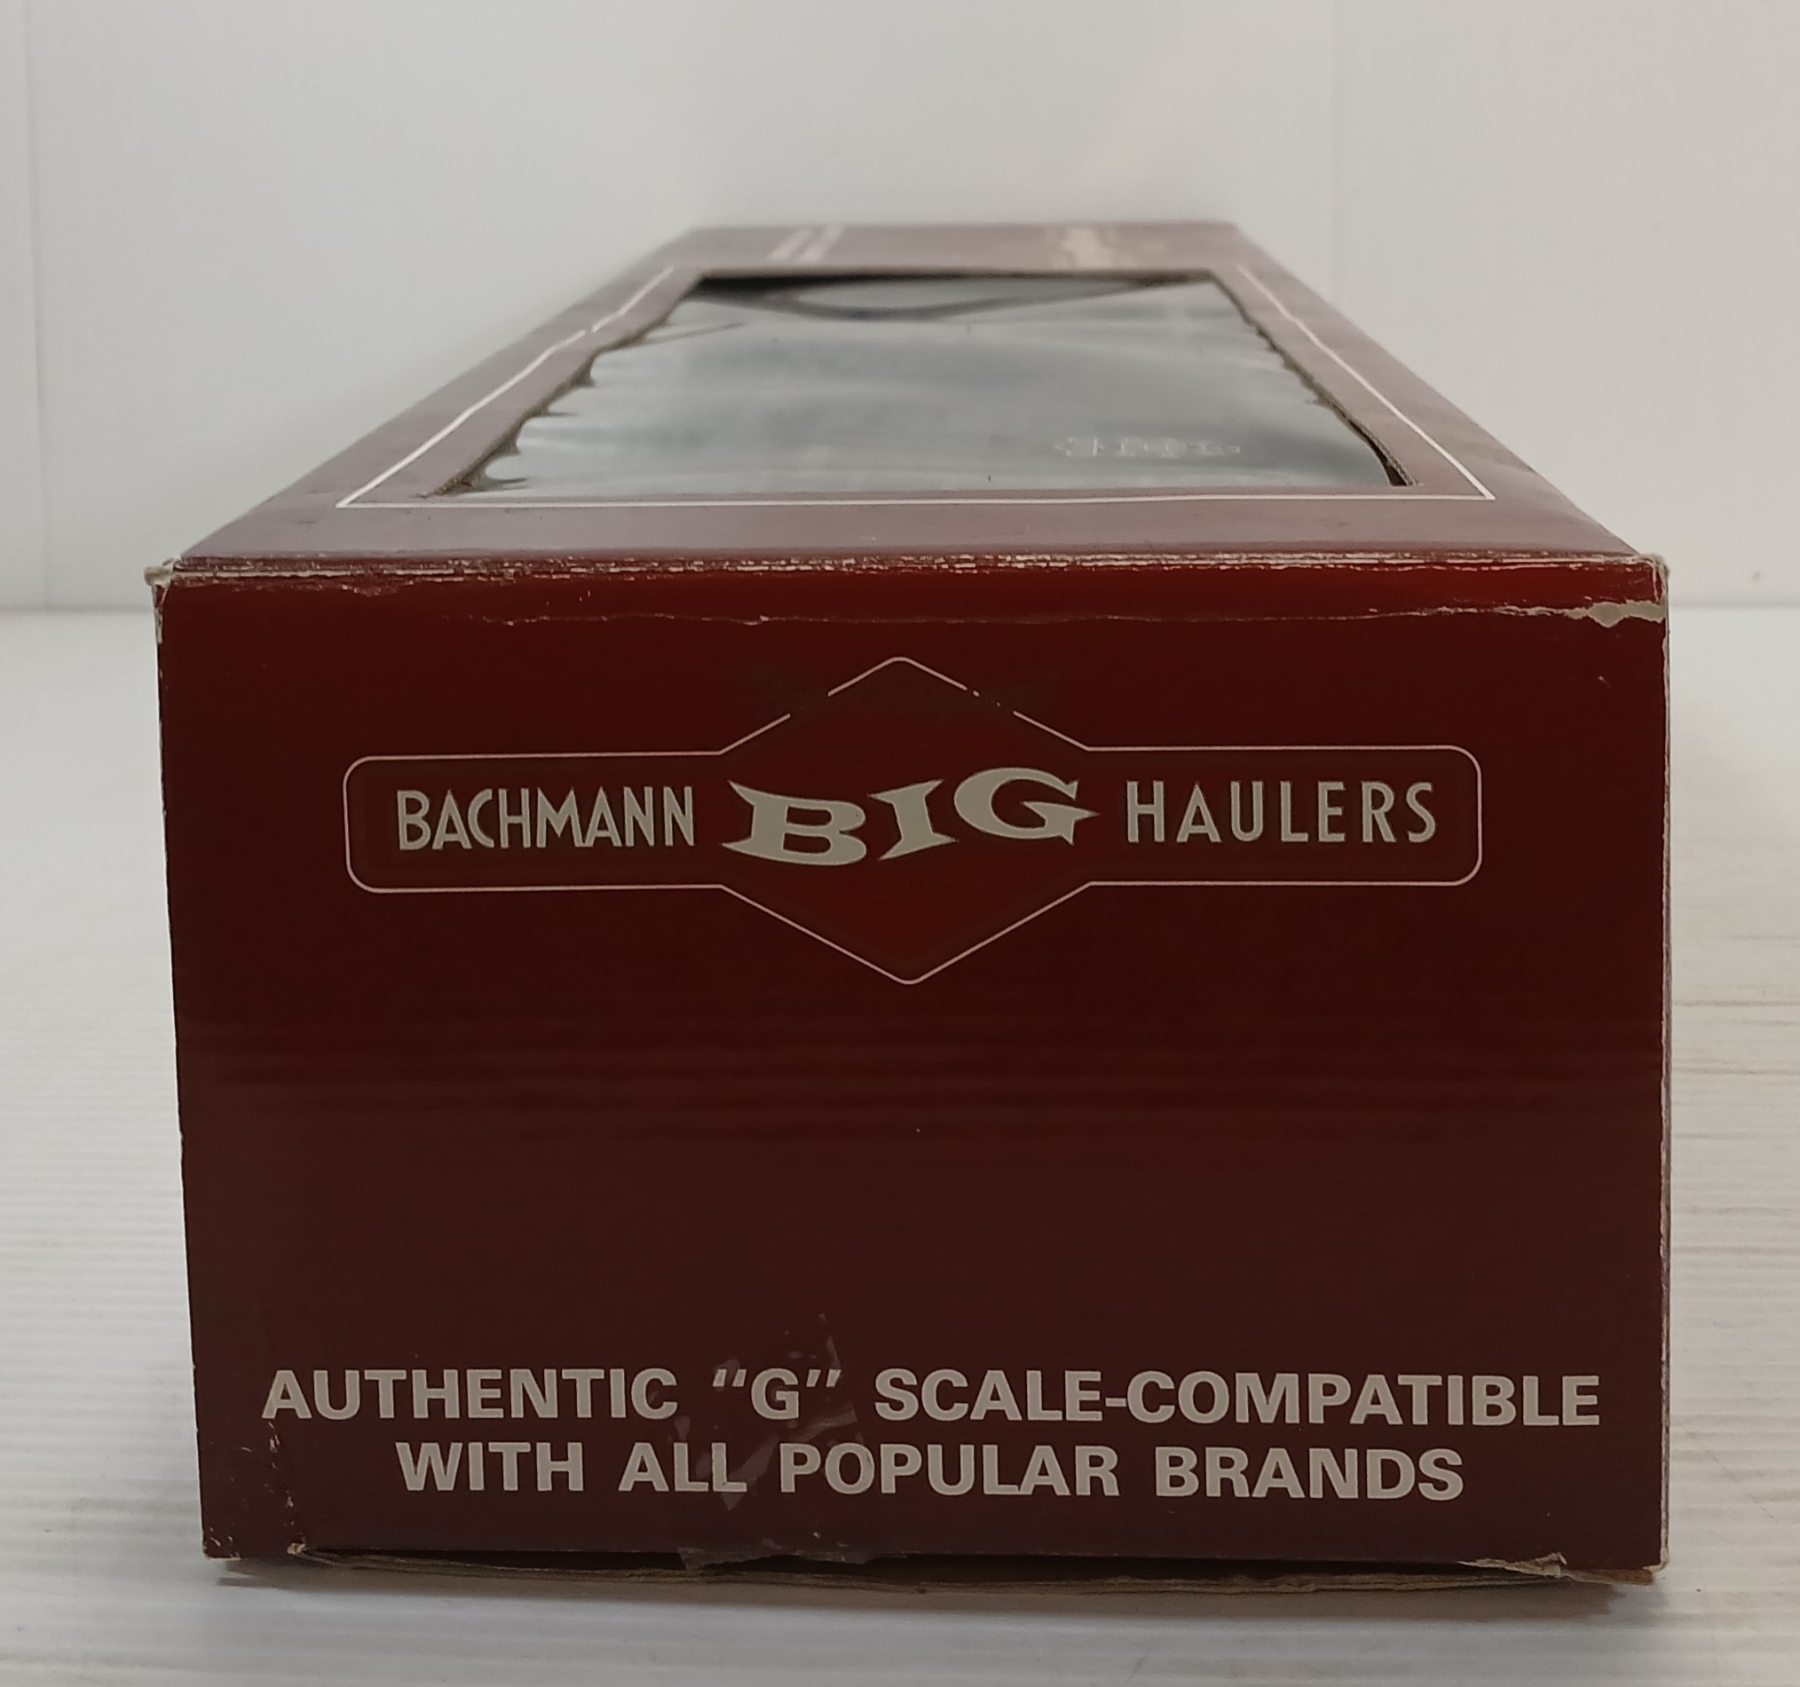 BACHMANN BIG HAULERS
AUTHENTIC "G" SCALE-COMPATIBLE
WITH ALL POPULAR BRANDS